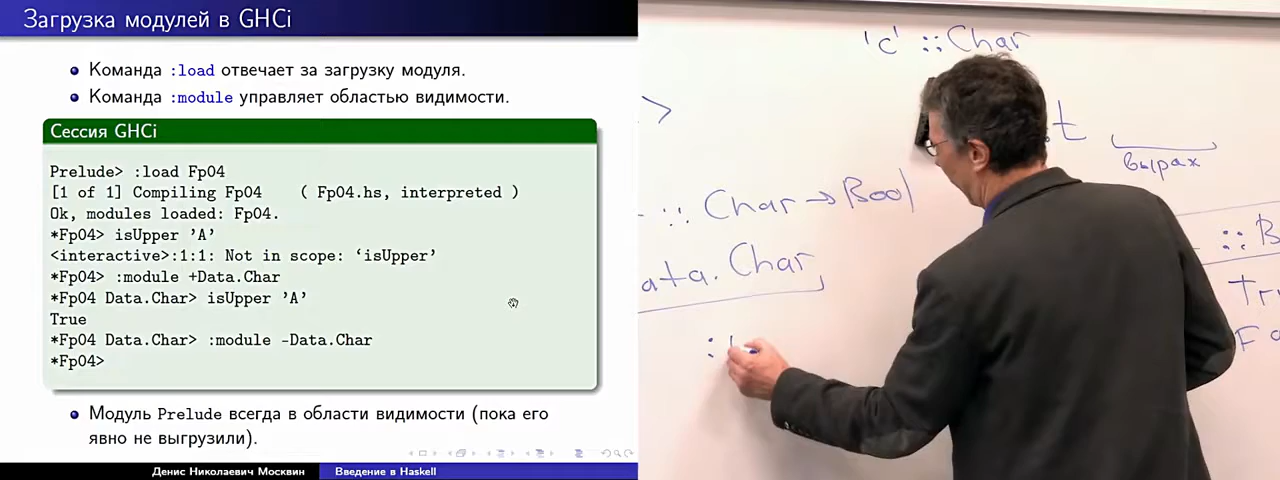 Загрузка модулей в GHCi
Команда :load отвечает за загрузку модуля.
Команда :module управляет областью видимости.
Сессия GHCi
Prelude> :load Fp04
[1 of 1] Compiling Fp04 ( Fp04.hs, interpreted )
Ok, modules loaded: Fp04.
*Fp04> isUpper ’A’
<interactive>:1:1: Not in scope: ‘isUpper’
*Fp04> :module +Data.Char
*Fp04 Data.Char> isUpper ’A’
True
*Fp04 Data.Char> :module -Data.Char
*Fp04>
Модуль Prelude всегда в области видимости (пока его
явно не выгрузили).
Денис Николаевич Москвин Введение в Haskell
'c' :: Char
>
выраж
:: Char → Bool
ata.Char
:: B
Tr
Fa